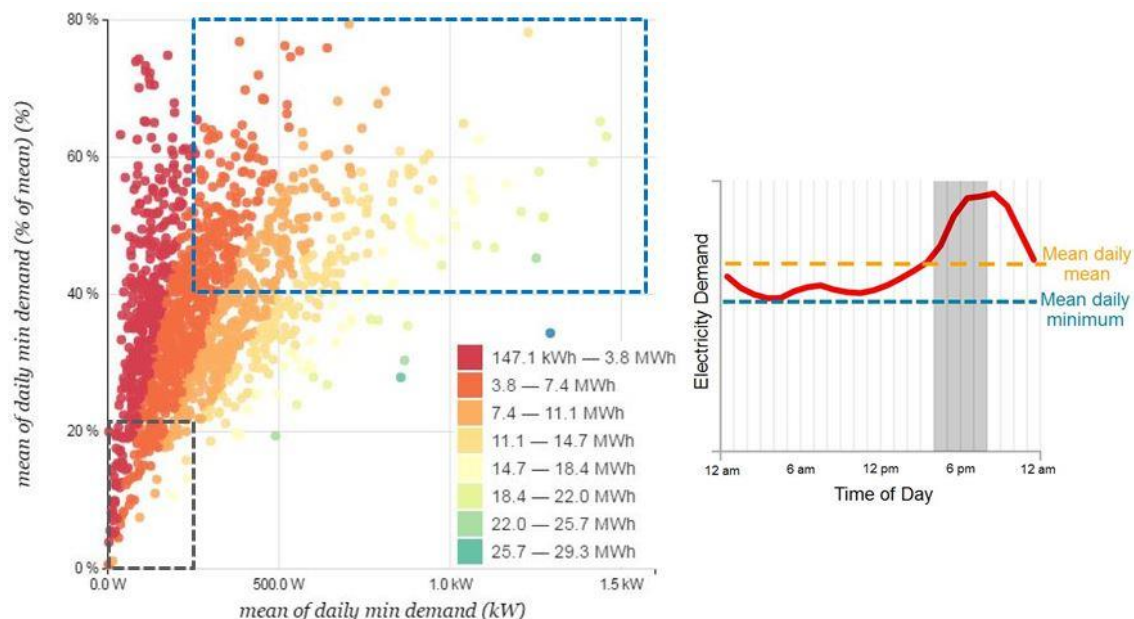 mean of daily min demand (% of mean) (%)
80 %
60 %
40 %
20 %
0 %
0.0 W
500.0 W
1.0 kW
1.5 kW
mean of daily min demand (kW)
147.1 kWh — 3.8 MWh
3.8 — 7.4 MWh
7.4 — 11.1 MWh
11.1 — 14.7 MWh
14.7 — 18.4 MWh
18.4 — 22.0 MWh
22.0 — 25.7 MWh
25.7 — 29.3 MWh
Electricity Demand
Mean daily
mean
Mean daily
minimum
12 am
6 am
12 pm
6 pm
12 am
Time of Day